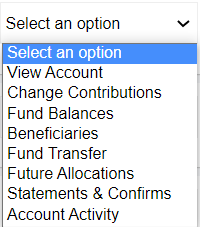 Select an option
Select an option
View Account
Change Contributions
Fund Balances
Beneficiaries
Fund Transfer
Future Allocations
Statements & Confirms
Account Activity